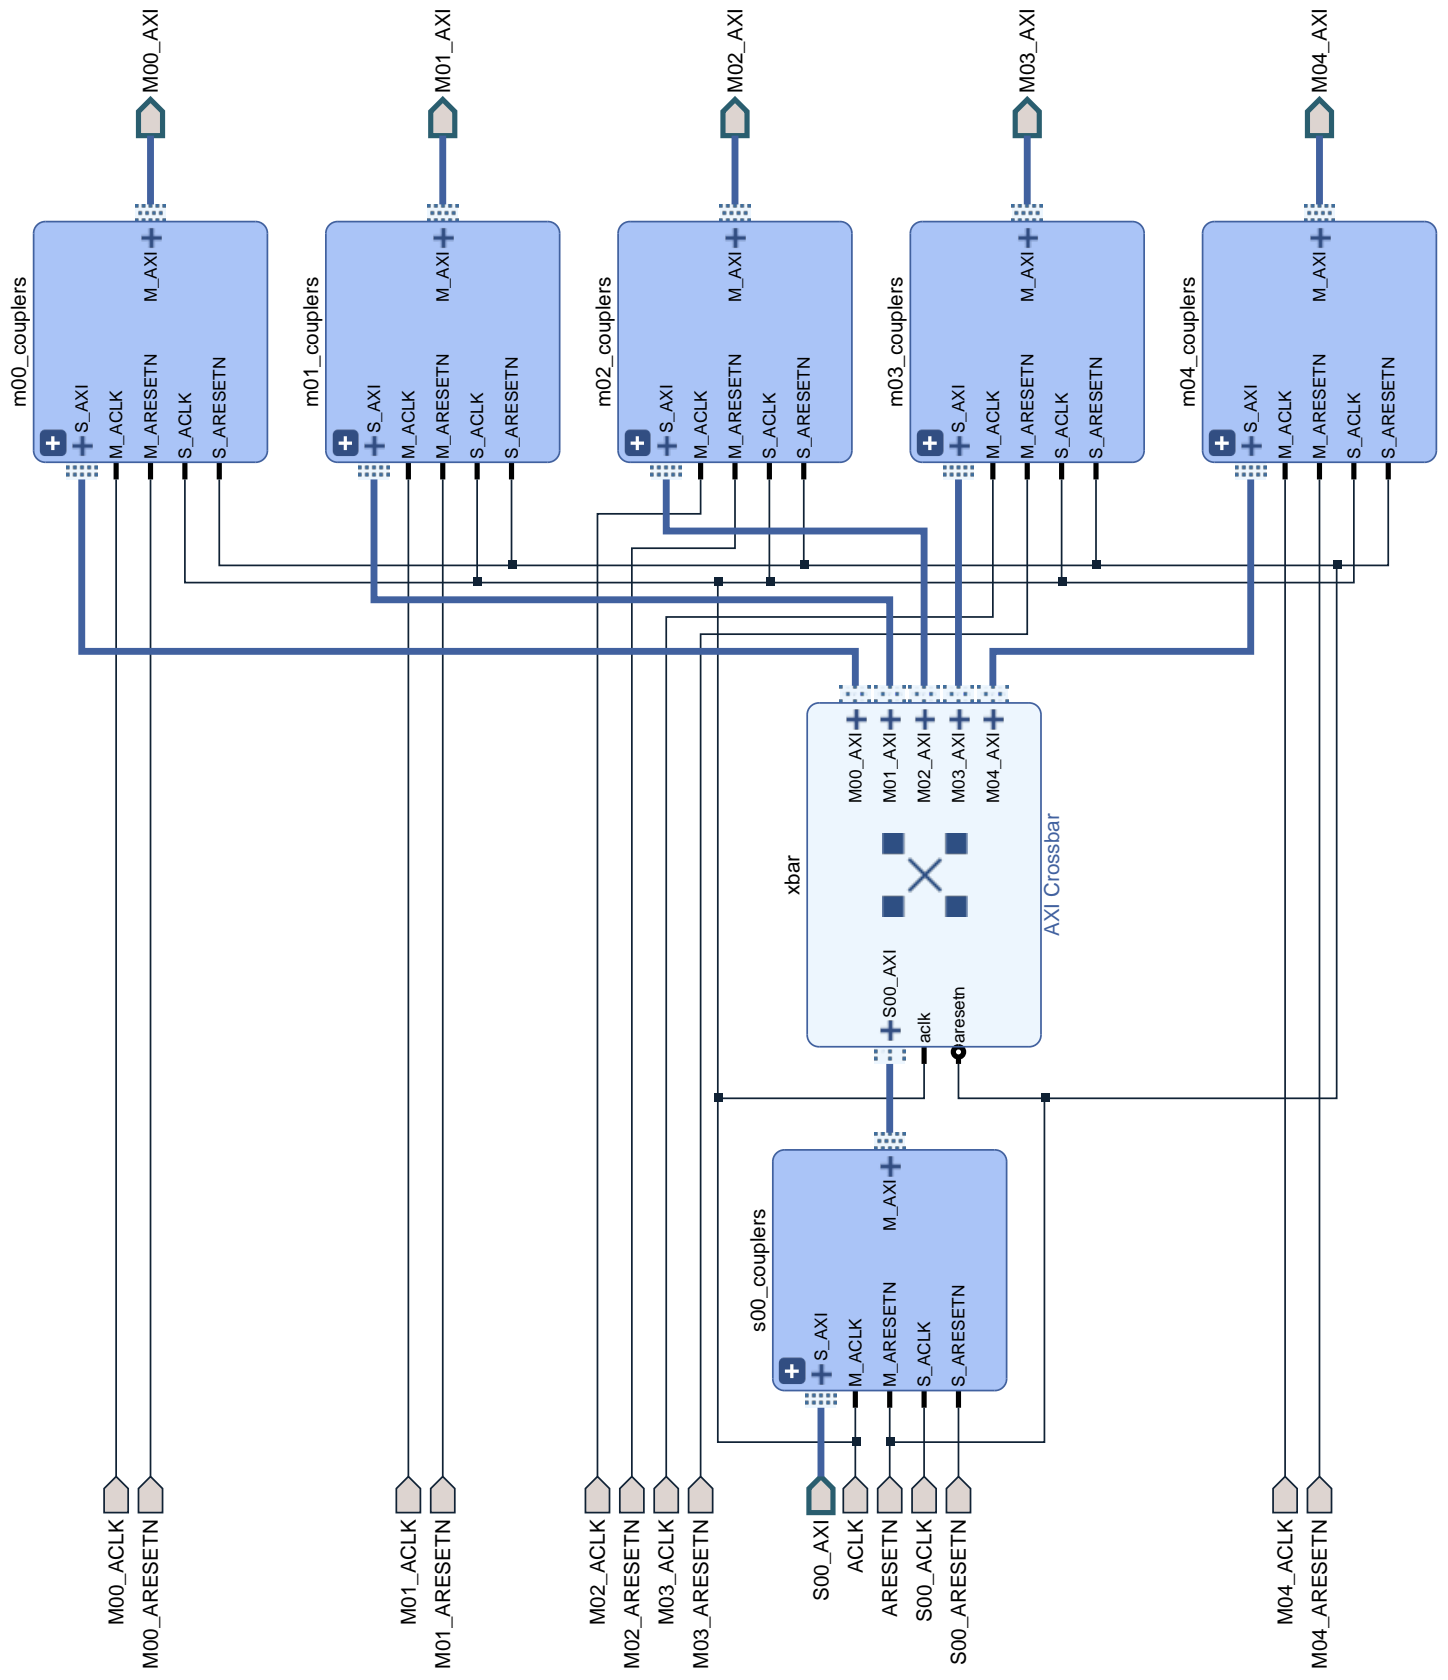 M00_AXI
M01_AXI
M02_AXI
M03_AXI
M04_AXI
m00_couplers
S_AXI
M_ACLK
M_ARESETN
S_ACLK
S_ARESETN
M_AXI
m01_couplers
S_AXI
M_ACLK
M_ARESETN
S_ACLK
S_ARESETN
M_AXI
m02_couplers
S_AXI
M_ACLK
M_ARESETN
S_ACLK
S_ARESETN
M_AXI
m03_couplers
S_AXI
M_ACLK
M_ARESETN
S_ACLK
S_ARESETN
M_AXI
m04_couplers
S_AXI
M_ACLK
M_ARESETN
S_ACLK
S_ARESETN
M_AXI
xbar
M00_AXI
M01_AXI
M02_AXI
M03_AXI
M04_AXI
S00_AXI
aclk
aresetn
AXI Crossbar
s00_couplers
S_AXI
M_ACLK
M_ARESETN
S_ACLK
S_ARESETN
M_AXI
M00_ACLK
M00_ARESETN
M01_ACLK
M01_ARESETN
M02_ACLK
M02_ARESETN
M03_ACLK
M03_ARESETN
S00_AXI
ACLK
ARESETN
S00_ACLK
S00_ARESETN
M04_ACLK
M04_ARESETN